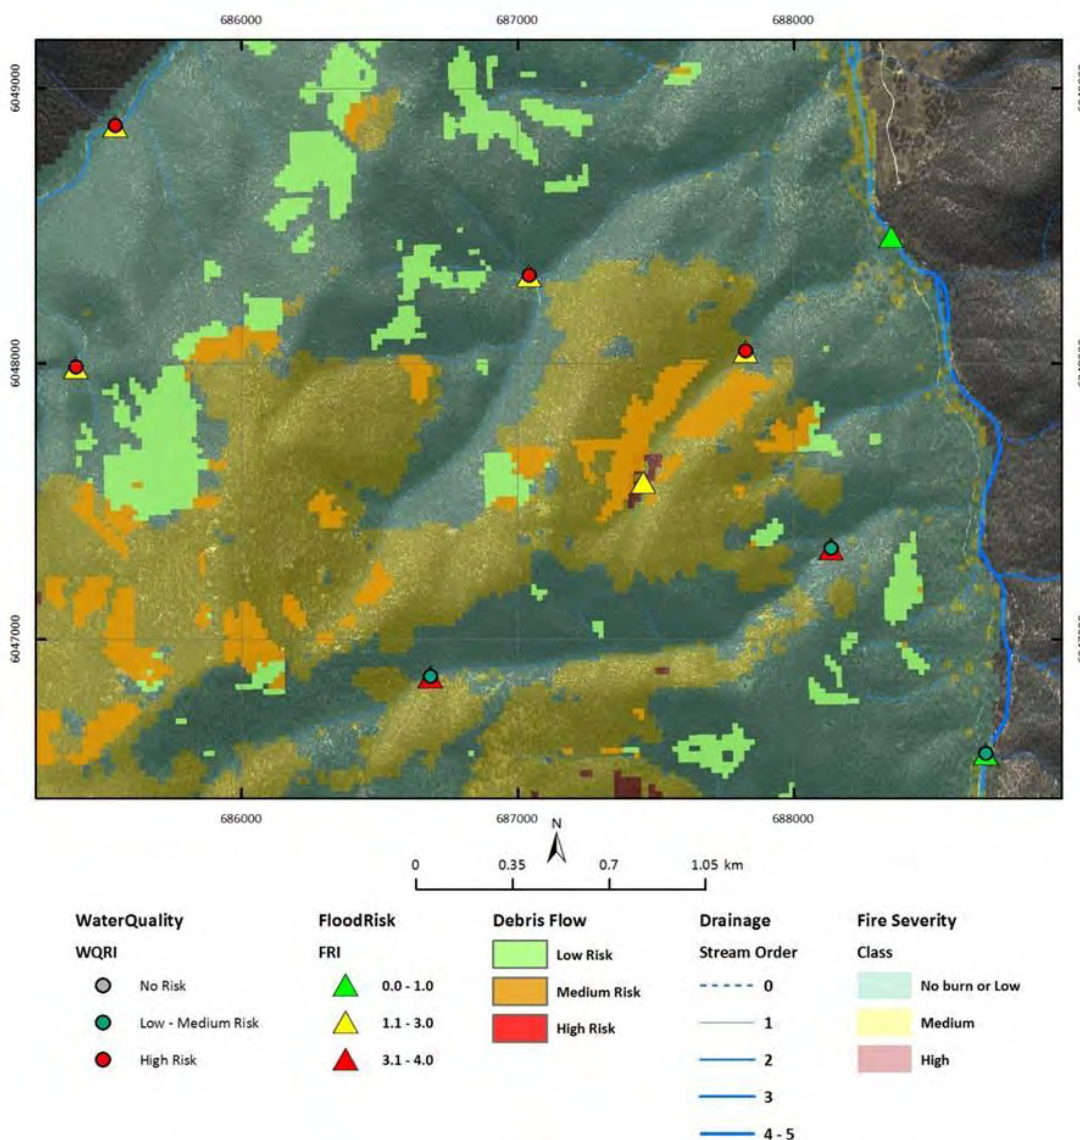 686000 687000 688000
6049000 6049000
6048000 6048000
6047000 6047000
686000 687000 688000
N
0 0.35 0.7 1.05 km
WaterQuality FloodRisk Debris Flow Drainage Fire Severity
WQRI FRI Low Risk Stream Order Class
No Risk 0.0 - 1.0 Medium Risk 0 No burn or Low
Low - Medium Risk 1.1 - 3.0 High Risk 1 Medium
High Risk 3.1 - 4.0 2 High
3
4 - 5